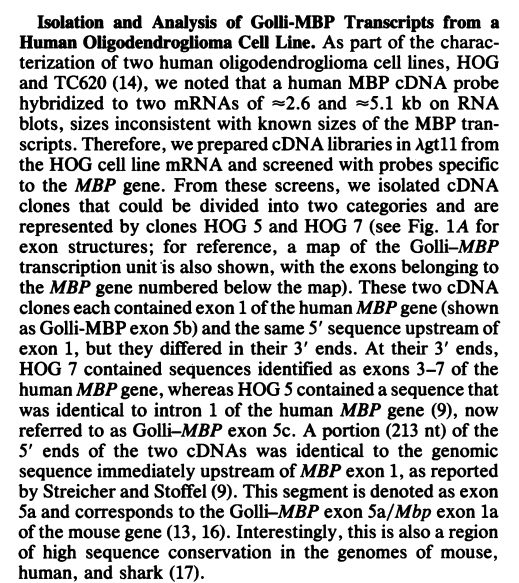 Isolation and Analysis of Golli-MBP Transcripts from a
Human Oligodendroglioma Cell Line. As part of the charac-
terization of two human oligodendroglioma cell lines, HOG
and TC620 (14), we noted that a human MBP cDNA probe
hybridized to two mRNAs of ≈2.6 and ≈5.1 kb on RNA
blots, sizes inconsistent with known sizes of the MBP tran-
scripts. Therefore, we prepared cDNA libraries in λgt11 from
the HOG cell line mRNA and screened with probes specific
to the MBP gene. From these screens, we isolated cDNA
clones that could be divided into two categories and are
represented by clones HOG 5 and HOG 7 (see Fig. 1A for
exon structures; for reference, a map of the Golli–MBP
transcription unit is also shown, with the exons belonging to
the MBP gene numbered below the map). These two cDNA
clones each contained exon 1 of the human MBP gene (shown
as Golli-MBP exon 5b) and the same 5′ sequence upstream of
exon 1, but they differed in their 3′ ends. At their 3′ ends,
HOG 7 contained sequences identified as exons 3–7 of the
human MBP gene, whereas HOG 5 contained a sequence that
was identical to intron 1 of the human MBP gene (9), now
referred to as Golli–MBP exon 5c. A portion (213 nt) of the
5′ ends of the two cDNAs was identical to the genomic
sequence immediately upstream of MBP exon 1, as reported
by Streicher and Stoffel (9). This segment is denoted as exon
5a and corresponds to the Golli–MBP exon 5a/Mbp exon 1a
of the mouse gene (13, 16). Interestingly, this is also a region
of high sequence conservation in the genomes of mouse,
human, and shark (17).